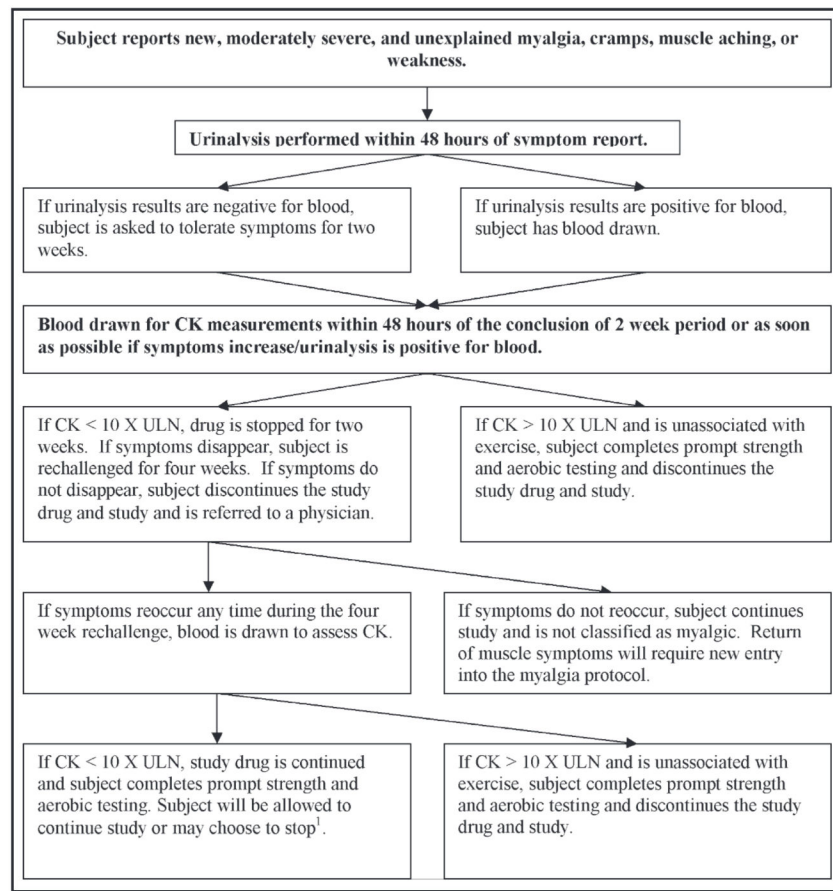 Subject reports new, moderately severe, and unexplained myalgia, cramps, muscle aching, or
weakness.
Urinalysis performed within 48 hours of symptom report.
If urinalysis results are negative for blood,
subject is asked to tolerate symptoms for two
weeks.
If urinalysis results are positive for blood,
subject has blood drawn.
Blood drawn for CK measurements within 48 hours of the conclusion of 2 week period or as soon
as possible if symptoms increase/urinalysis is positive for blood.
If CK < 10 X ULN, drug is stopped for two
weeks. If symptoms disappear, subject is
rechallenged for four weeks. If symptoms do
not disappear, subject discontinues the study
drug and study and is referred to a physician.
If CK > 10 X ULN and is unassociated with
exercise, subject completes prompt strength
and aerobic testing and discontinues the
study drug and study.
If symptoms reoccur any time during the four
week rechallenge, blood is drawn to assess CK.
If symptoms do not reoccur, subject continues
study and is not classified as myalgic. Return
of muscle symptoms will require new entry
into the myalgia protocol.
If CK < 10 X ULN, study drug is continued
and subject completes prompt strength and
aerobic testing. Subject will be allowed to
continue study or may choose to stop¹.
If CK > 10 X ULN and is unassociated with
exercise, subject completes prompt strength
and aerobic testing and discontinues the study
drug and study.